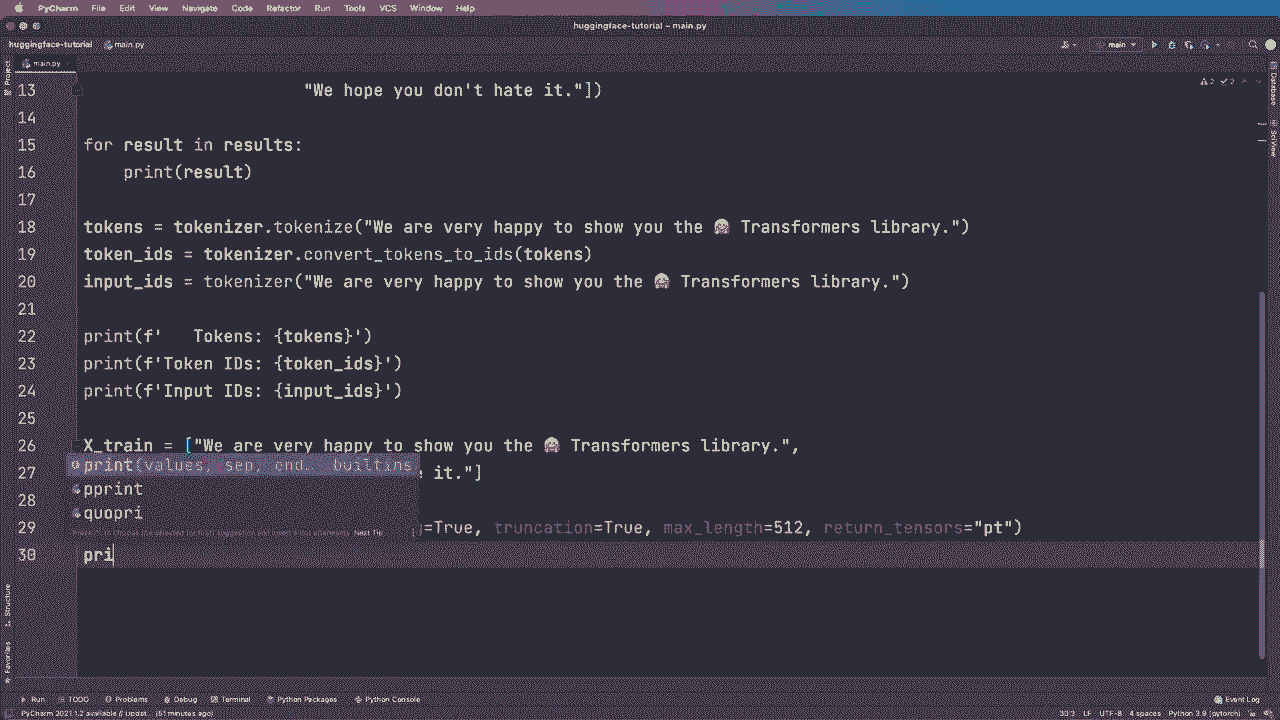 PyCharm File Edit View Navigate Code Refactor Run Tools VCS Window Help
huggingface-tutorial – main.py
huggingface-tutorial main.py
main
main.py
Project
Database
SciView
2 2
13 "We hope you don't hate it."])
14
15 for result in results:
16 print(result)
17
18 tokens = tokenizer.tokenize("We are very happy to show you the 🤗 Transformers library.")
19 token_ids = tokenizer.convert_tokens_to_ids(tokens)
20 input_ids = tokenizer("We are very happy to show you the 🤗 Transformers library.")
21
22 print(f'   Tokens: {tokens}')
23 print(f'Token IDs: {token_ids}')
24 print(f'Input IDs: {input_ids}')
25
26 X_train = ["We are very happy to show you the 🤗 Transformers library.",
print(values, sep, end… builtins
27 it."]
pprint
28
quopri
29 =True, truncation=True, max_length=512, return_tensors="pt")
Next Tip
30 pri
Structure
Favorites
Run TODO Problems Debug Terminal Python Packages Python Console Event Log
PyCharm 2021.1.2 available // Updat... (51 minutes ago) 30:3 LF UTF-8 4 spaces Python 3.9 (pytorch)